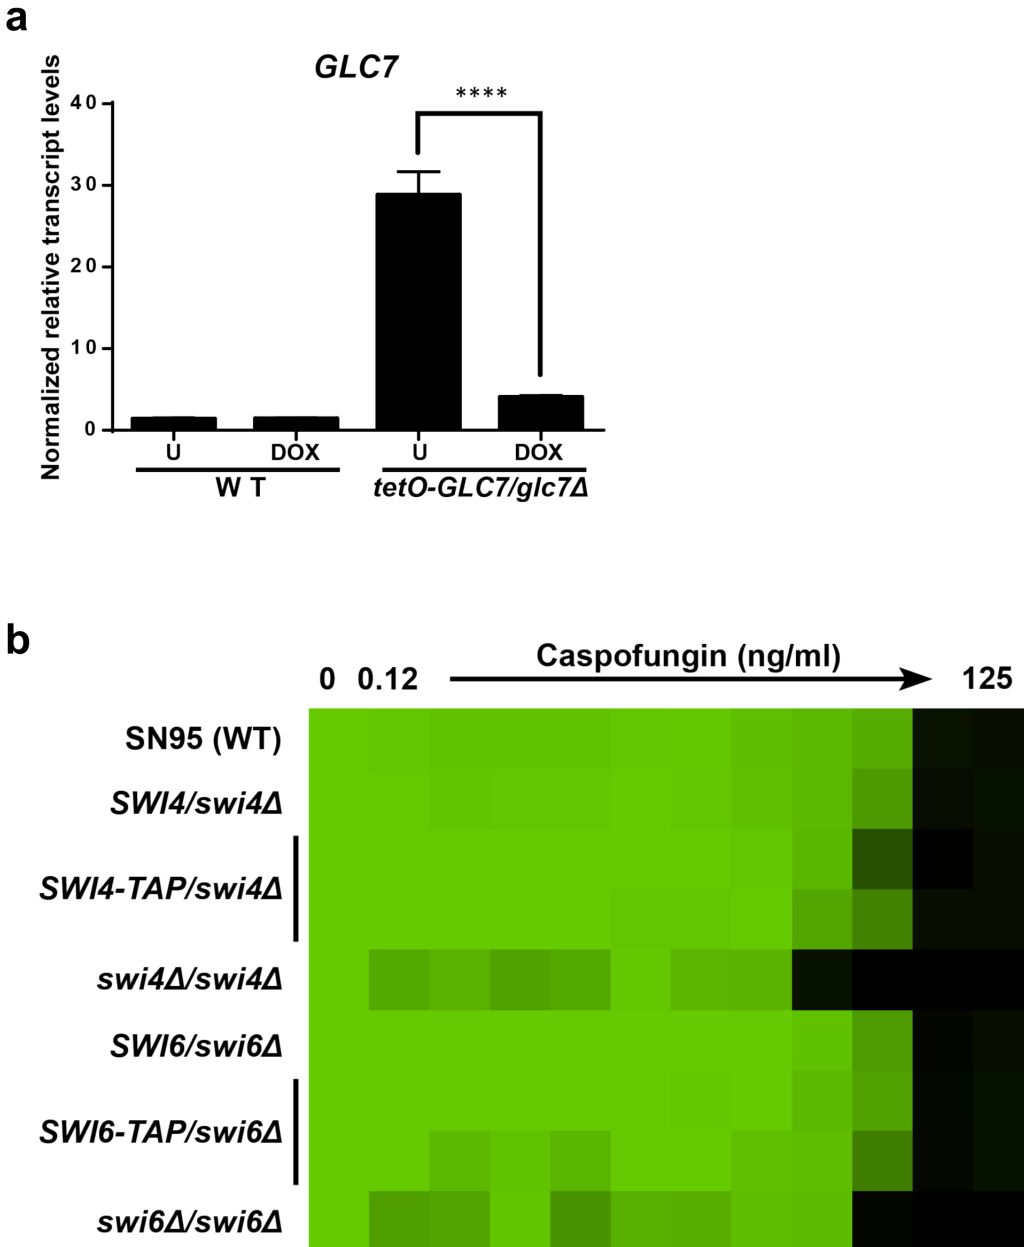 a
GLC7
Normalized relative transcript levels
40
****
30
20
10
0
U DOX U DOX
W T tetO-GLC7/glc7Δ
b
Caspofungin (ng/ml)
0 0.12 125
SN95 (WT)
SWI4/swi4Δ
SWI4-TAP/swi4Δ
swi4Δ/swi4Δ
SWI6/swi6Δ
SWI6-TAP/swi6Δ
swi6Δ/swi6Δ